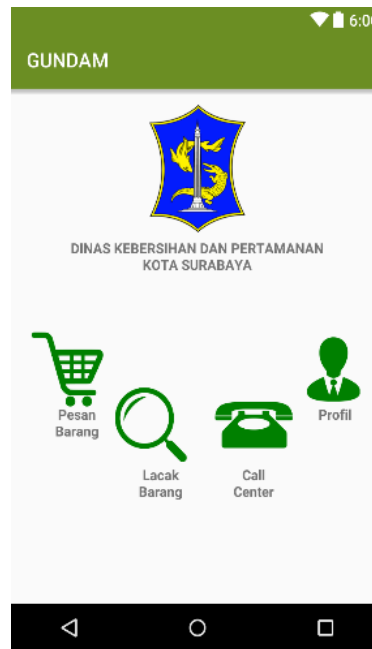 6:00
GUNDAM
DINAS KEBERSIHAN DAN PERTAMANAN
KOTA SURABAYA
Pesan
Barang
Lacak
Barang
Call
Center
Profil